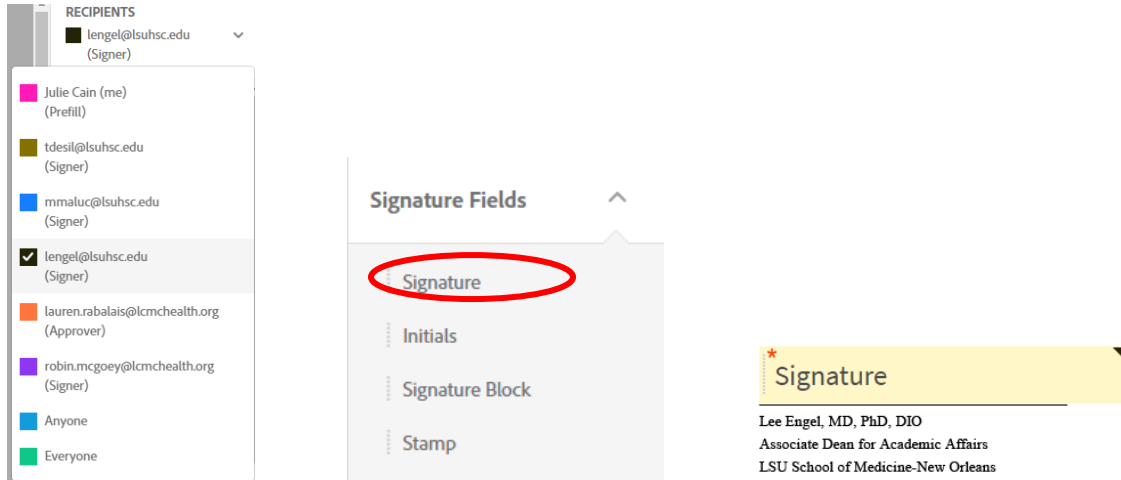 RECIPIENTS
lengel@lsuhsc.edu
(Signer)
Julie Cain (me)
(Prefill)
tdesil@lsuhsc.edu
(Signer)
mmaluc@lsuhsc.edu
(Signer)
lengel@lsuhsc.edu
(Signer)
lauren.rabalais@lcmchealth.org
(Approver)
robin.mcgoey@lcmchealth.org
(Signer)
Anyone
Everyone
Signature Fields
Signature
Initials
Signature Block
Stamp
* Signature
Lee Engel, MD, PhD, DIO
Associate Dean for Academic Affairs
LSU School of Medicine-New Orleans